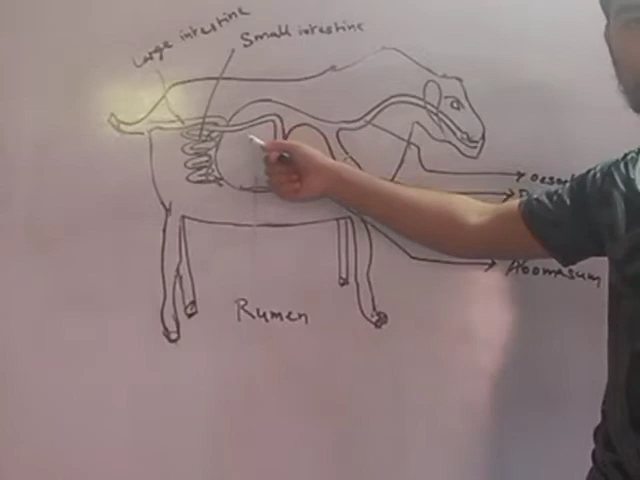 Large intestine
Small intestine
Abomasum
Rumen